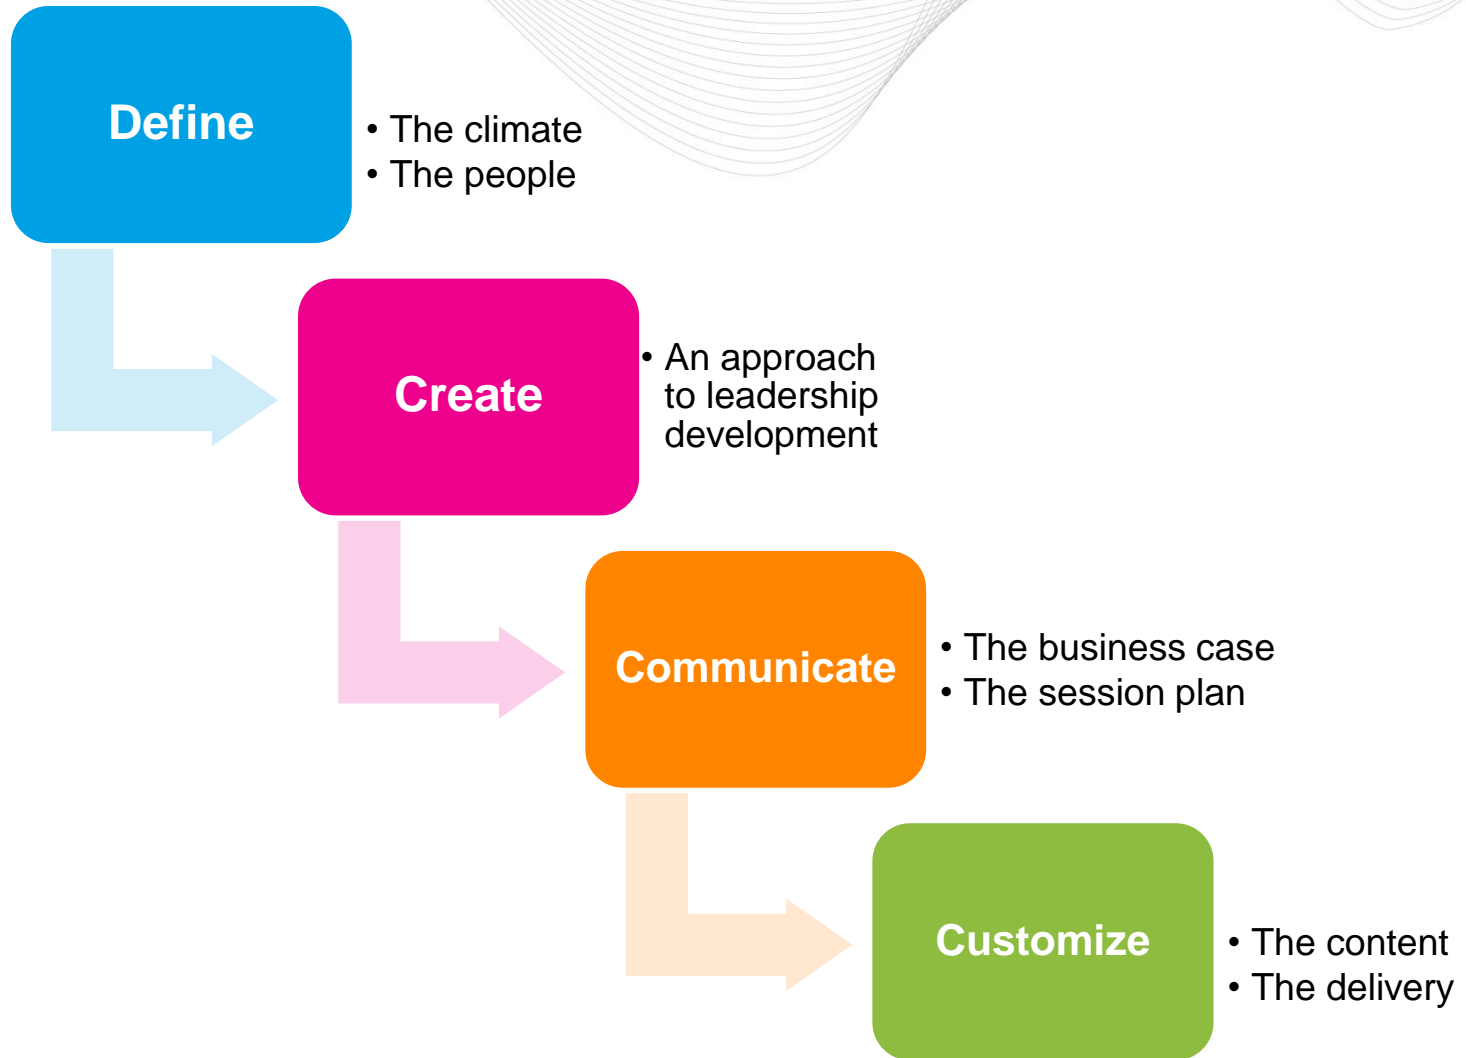 Define
• The climate
• The people
Create
• An approach
to leadership
development
Communicate
• The business case
• The session plan
Customize
• The content
• The delivery